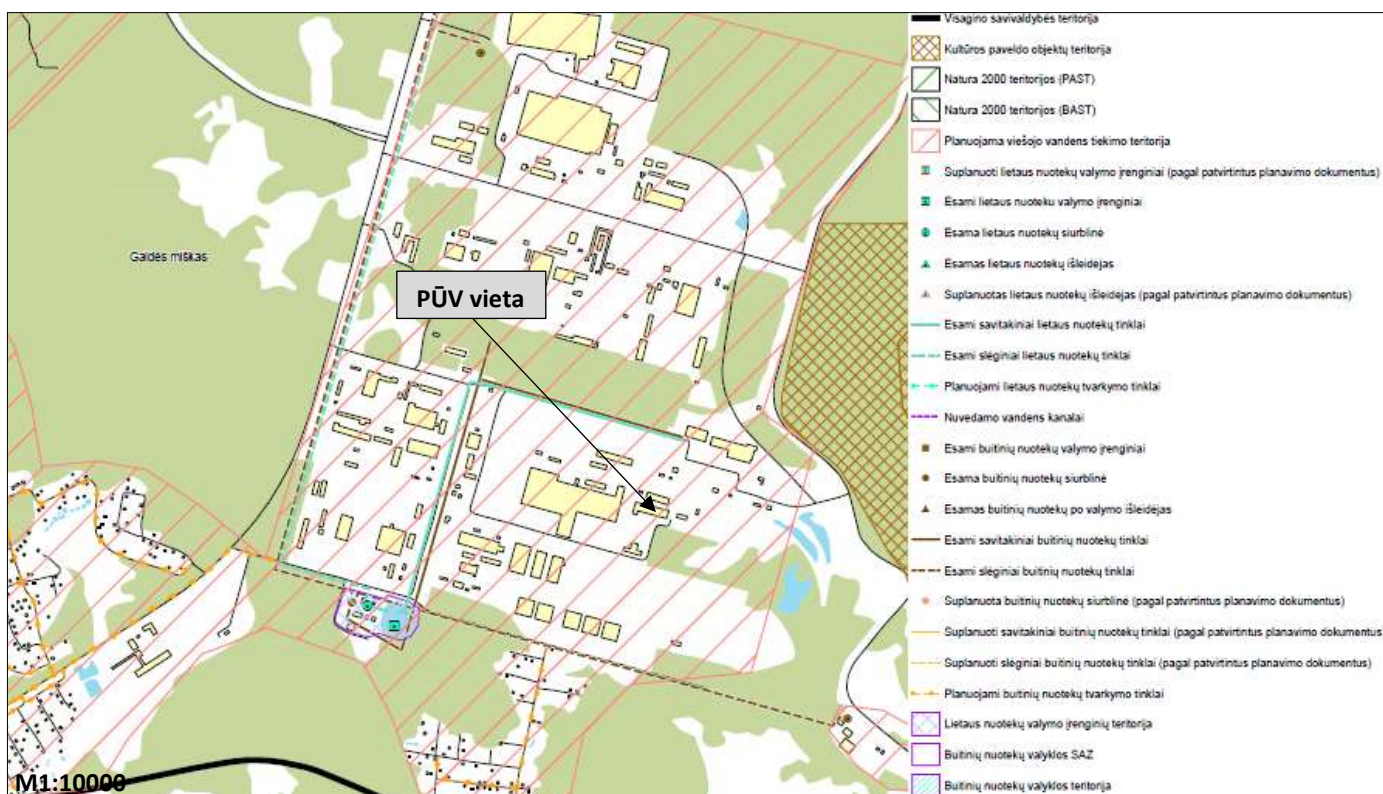 Gaidės miškas
PŪV vieta
M1:10000
Visagino savivaldybės teritorija
Kultūros paveldo objektų teritorija
Natura 2000 teritorijos (PAST)
Natura 2000 teritorijos (BAST)
Planuojama viešojo vandens tiekimo teritorija
Suplanuoti lietaus nuotekų valymo įrenginiai (pagal patvirtintus planavimo dokumentus)
Esami lietaus nuoteku valymo įrenginiai
Esama lietaus nuotekų siurblinė
Esamas lietaus nuotekų išleidėjas
Suplanuotas lietaus nuotekų išleidėjas (pagal patvirtintus planavimo dokumentus)
Esami savitakiniai lietaus nuotekų tinklai
Esami slėginiai lietaus nuotekų tinklai
Planuojami lietaus nuotekų tvarkymo tinklai
Nuvedamo vandens kanalai
Esami buitinių nuotekų valymo įrenginiai
Esama buitinių nuotekų siurblinė
Esamas buitinių nuotekų po valymo išleidėjas
Esami savitakiniai buitinių nuotekų tinklai
Esami slėginiai buitinių nuotekų tinklai
Suplanuota buitinių nuotekų siurblinė (pagal patvirtintus planavimo dokumentus)
Suplanuoti savitakiniai buitinių nuotekų tinklai (pagal patvirtintus planavimo dokumentus
Suplanuoti slėginiai buitinių nuotekų tinklai (pagal patvirtintus planavimo dokumentus)
Planuojami buitinių nuotekų tvarkymo tinklai
Lietaus nuotekų valymo įrenginių teritorija
Buitinių nuotekų valyklos SAZ
Buitinių nuotekų valyklos teritorija